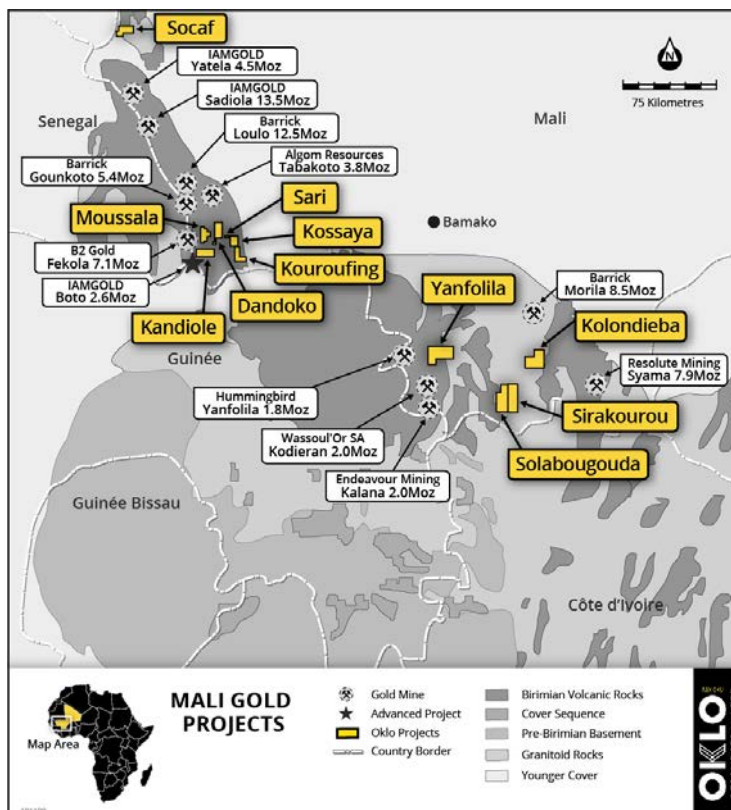 Socaf
IAMGOLD
Yatela 4.5Moz
IAMGOLD
Sadiola 13.5Moz
75 Kilometres
Senegal
Mali
Barrick
Loulo 12.5Moz
Algom Resources
Tabakoto 3.8Moz
Barrick
Gounkoto 5.4Moz
Sari
Moussala
Kossaya
Bamako
B2 Gold
Fekola 7.1Moz
Kouroufing
IAMGOLD
Boto 2.6Moz
Dandoko
Yanfolila
Barrick
Morila 8.5Moz
Kandiole
Kolondieba
Guinée
Resolute Mining
Syama 7.9Moz
Hummingbird
Yanfolila 1.8Moz
Sirakourou
Wassoul'Or SA
Kodieran 2.0Moz
Solabougouda
Endeavour Mining
Kalana 2.0Moz
Guinée Bissau
Côte d'Ivoire
Map Area
MALI GOLD
PROJECTS
Gold Mine
Advanced Project
Oklo Projects
Country Border
Birimian Volcanic Rocks
Cover Sequence
Pre-Birimian Basement
Granitoid Rocks
Younger Cover
OKLO